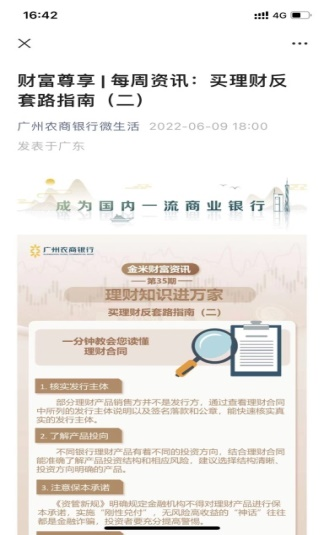 16:42
4G
财富尊享 | 每周资讯：买理财反
套路指南（二）
广州农商银行微生活 2022-06-09 18:00
发表于广东
成为国内一流商业银行
广州农商银行
金米财富资讯
第35期
理财知识进万家
买理财反套路指南（二）
一分钟教会您读懂
理财合同
1. 核实发行主体
部分理财产品销售方并不是发行方，通过查看理财合同
中所列的发行主体说明以及签名落款和公章，能快速核实真
实的发行主体。
2. 了解产品投向
不同银行理财产品有着不同的投资方向，结合理财合同
能准确了解产品投资结构和相应风险，建议选择结构清晰、
投资方向明确的产品。
3. 注意保本承诺
《资管新规》明确规定金融机构不得对理财产品进行保
本承诺，实施“刚性兑付”，无风险高收益的“神话”往往
都是金融诈骗，投资者要充分提高警惕。